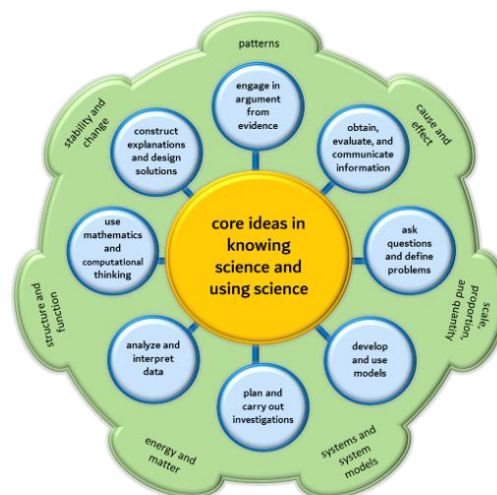 patterns
engage in
argument
from
evidence
obtain,
evaluate, and
communicate
information
cause and
effect
ask
questions
and define
problems
scale,
proportion,
and quantity
develop
and use
models
systems and
system
models
plan and
carry out
investigations
energy and
matter
analyze and
interpret
data
structure and
function
use
mathematics
and
computational
thinking
construct
explanations
and design
solutions
stability and
change
core ideas in
knowing
science and
using science